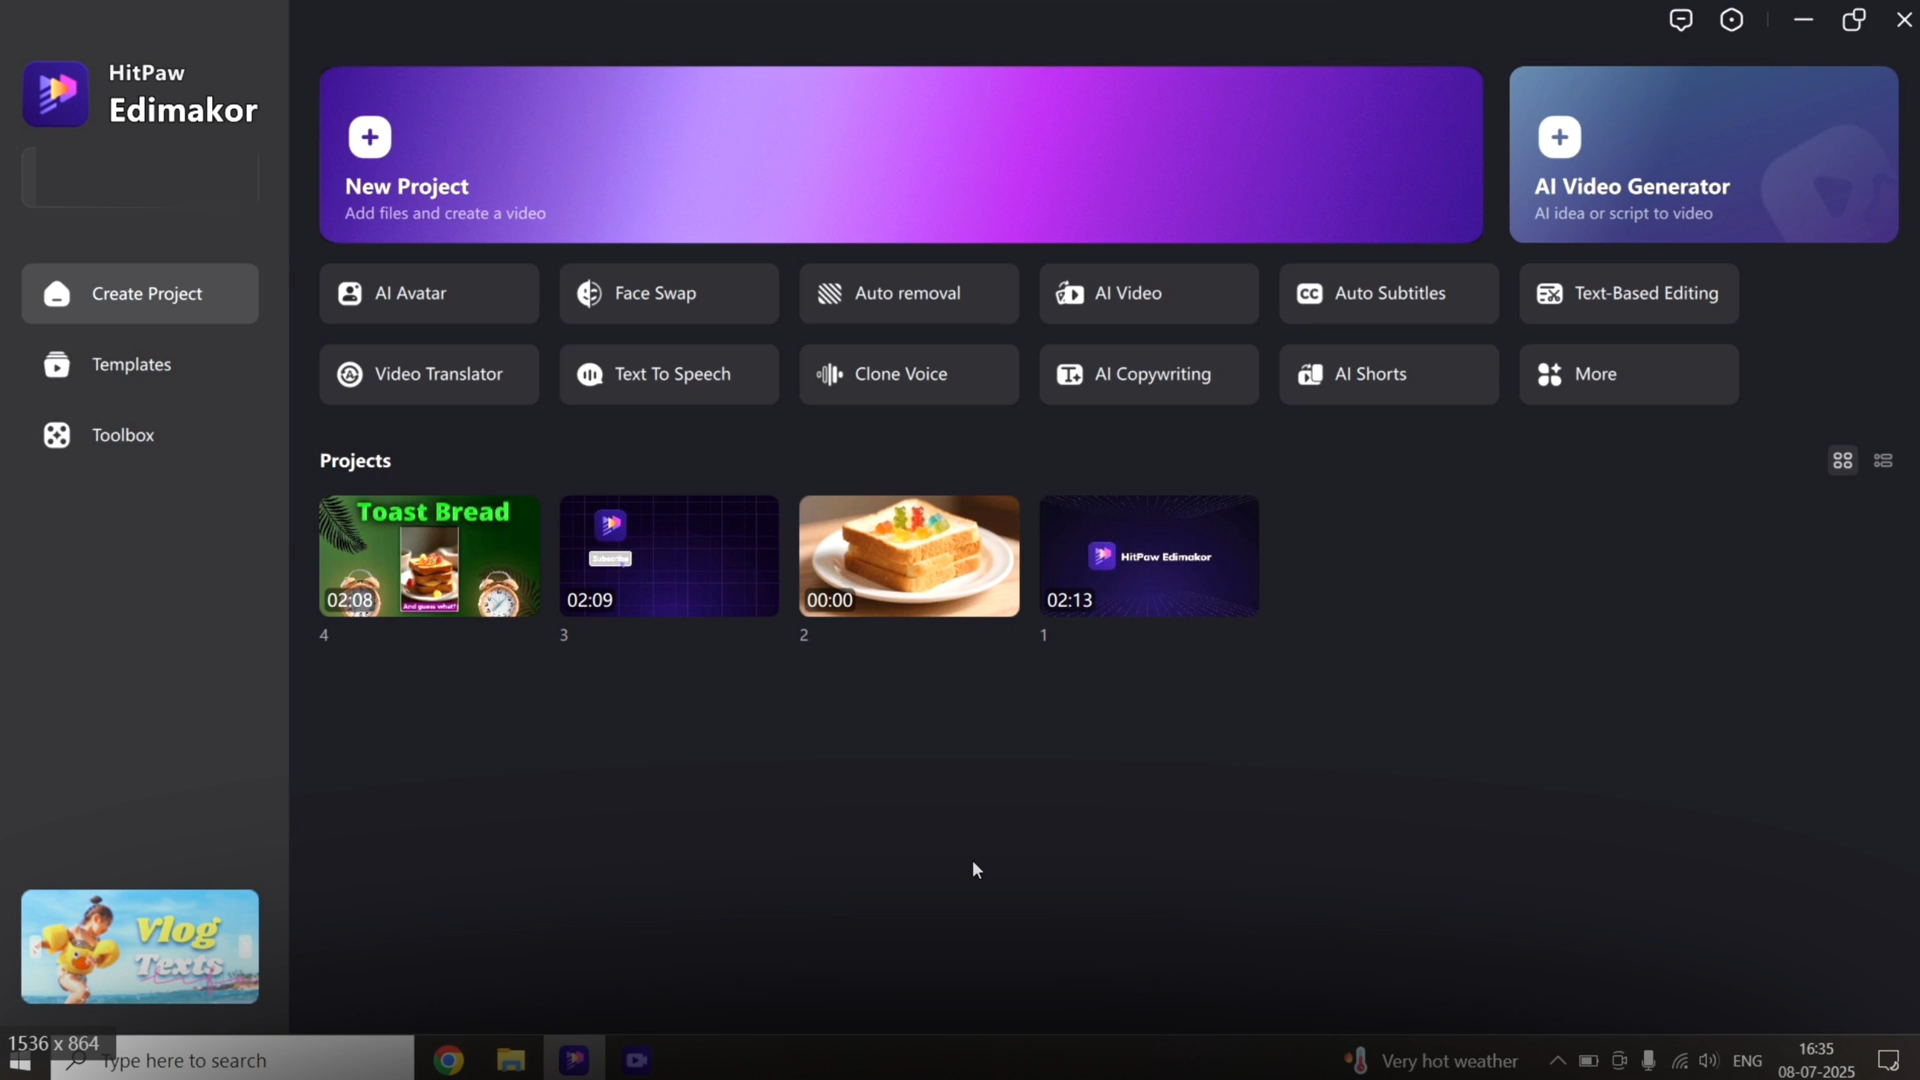 HitPaw
Edimakor
New Project
Add files and create a video
AI Video Generator
AI idea or script to video
Create Project
Templates
Toolbox
AI Avatar
Face Swap
Auto removal
AI Video
Auto Subtitles
Text-Based Editing
Video Translator
Text To Speech
Clone Voice
AI Copywriting
AI Shorts
More
Projects
Toast Bread
And guess what?
02:08
Subscribe
02:09
00:00
HitPaw Edimakor
02:13
4
3
2
1
Vlog
Texts
1536 x 864
Type here to search
Very hot weather
ENG
16:35
08-07-2025